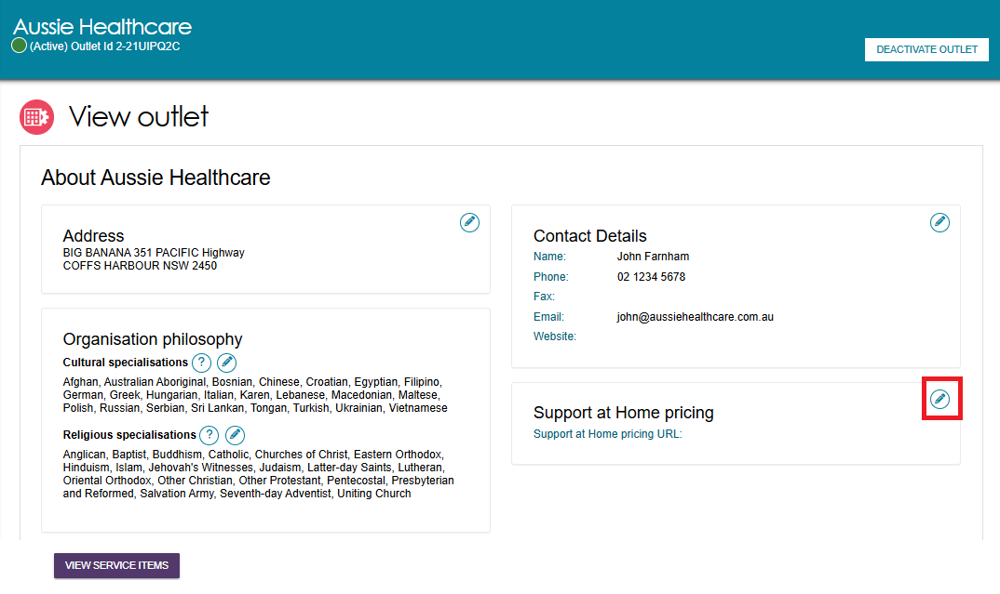 Aussie Healthcare
(Active) Outlet Id 2-21UIPQ2C
DEACTIVATE OUTLET
View outlet
About Aussie Healthcare
Address
BIG BANANA 351 PACIFIC Highway
COFFS HARBOUR NSW 2450
Contact Details
Name: John Farnham
Phone: 02 1234 5678
Fax:
Email: john@aussiehealthcare.com.au
Website:
Organisation philosophy
Cultural specialisations ?
Afghan, Australian Aboriginal, Bosnian, Chinese, Croatian, Egyptian, Filipino,
German, Greek, Hungarian, Italian, Karen, Lebanese, Macedonian, Maltese,
Polish, Russian, Serbian, Sri Lankan, Tongan, Turkish, Ukrainian, Vietnamese
Religious specialisations ?
Anglican, Baptist, Buddhism, Catholic, Churches of Christ, Eastern Orthodox,
Hinduism, Islam, Jehovah's Witnesses, Judaism, Latter-day Saints, Lutheran,
Oriental Orthodox, Other Christian, Other Protestant, Pentecostal, Presbyterian
and Reformed, Salvation Army, Seventh-day Adventist, Uniting Church
Support at Home pricing
Support at Home pricing URL:
VIEW SERVICE ITEMS